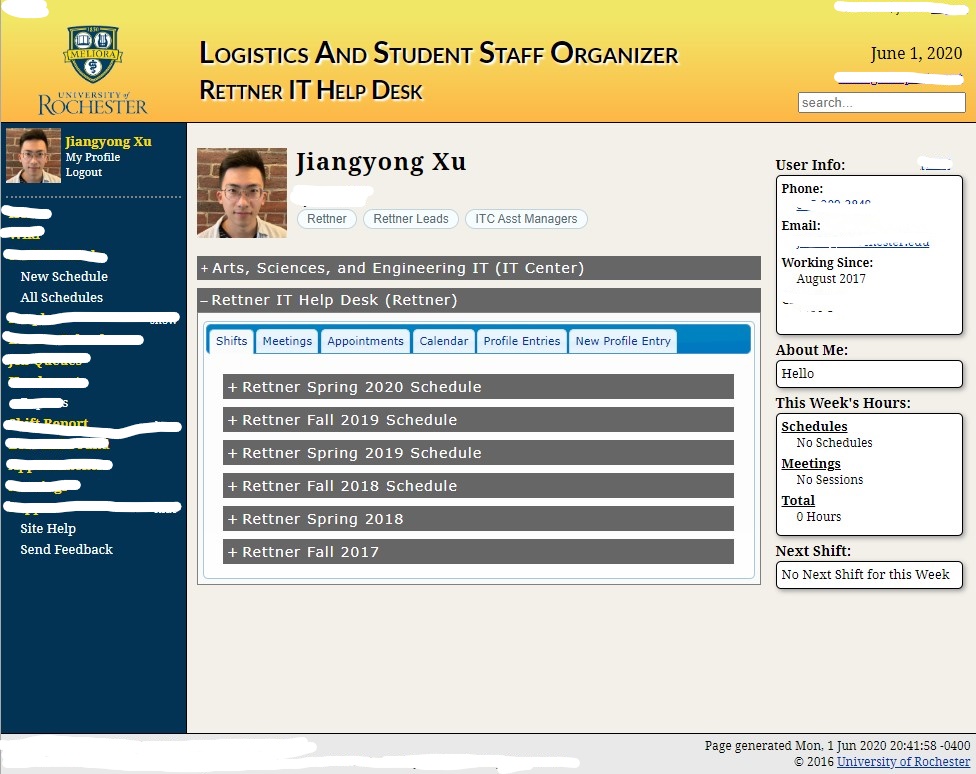 MELIORA
UNIVERSITY of
ROCHESTER
Logistics And Student Staff Organizer
Rettner IT Help Desk
June 1, 2020
search...
Jiangyong Xu
My Profile
Logout
New Schedule
All Schedules
Shift Report
Site Help
Send Feedback
Jiangyong Xu
Rettner
Rettner Leads
ITC Asst Managers
+ Arts, Sciences, and Engineering IT (IT Center)
– Rettner IT Help Desk (Rettner)
Shifts
Meetings
Appointments
Calendar
Profile Entries
New Profile Entry
+ Rettner Spring 2020 Schedule
+ Rettner Fall 2019 Schedule
+ Rettner Spring 2019 Schedule
+ Rettner Fall 2018 Schedule
+ Rettner Spring 2018
+ Rettner Fall 2017
User Info:
Phone:
Email:
Working Since:
August 2017
About Me:
Hello
This Week's Hours:
Schedules
No Schedules
Meetings
No Sessions
Total
0 Hours
Next Shift:
No Next Shift for this Week
Page generated Mon, 1 Jun 2020 20:41:58 -0400
© 2016 University of Rochester